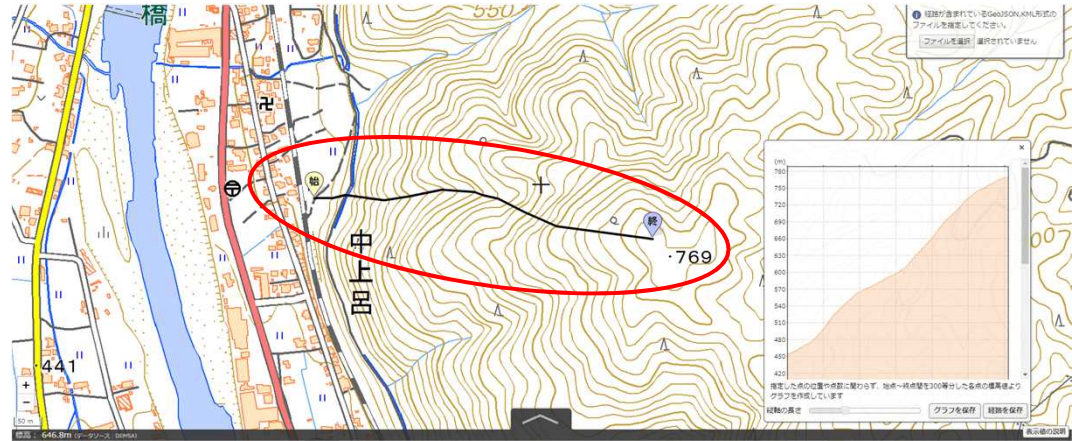 橋
550
卍
始
終
中上呂
・769
・441
607
経路が含まれているGeoJSON,KML形式の
ファイルを指定してください。
ファイルを選択 選択されていません
×
(m)
780
750
720
690
660
630
600
570
540
510
480
450
420
指定した点の位置や点数に関わらず、始点～終点間を300等分した各点の標高値より
グラフを作成しています
縦軸の長さ
グラフを保存 経路を保存
+
−
50 m
標高： 646.8m (データソース：DEM5A)
表示値の説明